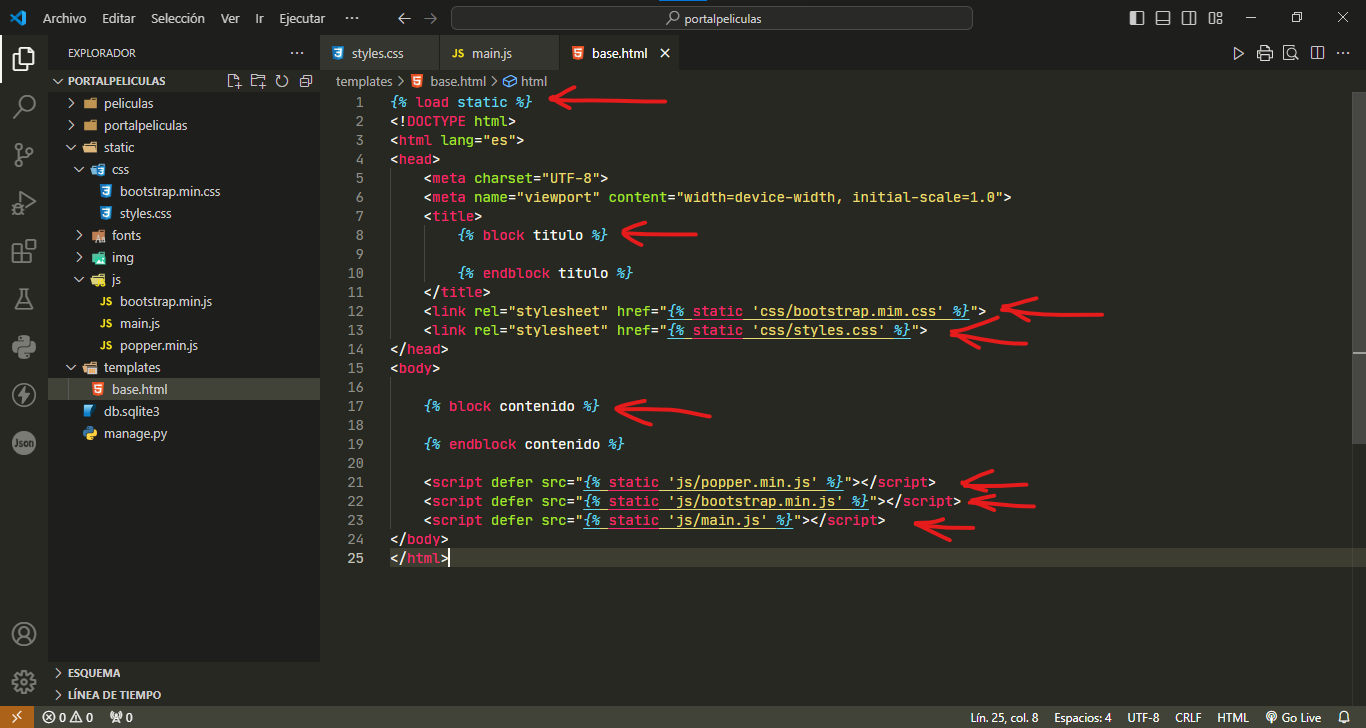 Archivo Editar Selección Ver Ir Ejecutar ··· portalpeliculas
EXPLORADOR ···
PORTALPELICULAS
peliculas
portalpeliculas
static
css
bootstrap.min.css
styles.css
fonts
img
js
JS bootstrap.min.js
JS main.js
JS popper.min.js
templates
base.html
db.sqlite3
manage.py
ESQUEMA
LÍNEA DE TIEMPO
Json
styles.css JS main.js base.html
templates > base.html > html
1 {% load static %}
2 <!DOCTYPE html>
3 <html lang="es">
4 <head>
5 <meta charset="UTF-8">
6 <meta name="viewport" content="width=device-width, initial-scale=1.0">
7 <title>
8 {% block titulo %}
9
10 {% endblock titulo %}
11 </title>
12 <link rel="stylesheet" href="{% static 'css/bootstrap.mim.css' %}">
13 <link rel="stylesheet" href="{% static 'css/styles.css' %}">
14 </head>
15 <body>
16
17 {% block contenido %}
18
19 {% endblock contenido %}
20
21 <script defer src="{% static 'js/popper.min.js' %}"></script>
22 <script defer src="{% static 'js/bootstrap.min.js' %}"></script>
23 <script defer src="{% static 'js/main.js' %}"></script>
24 </body>
25 </html>
0 0 0 Lín. 25, col. 8 Espacios: 4 UTF-8 CRLF HTML Go Live